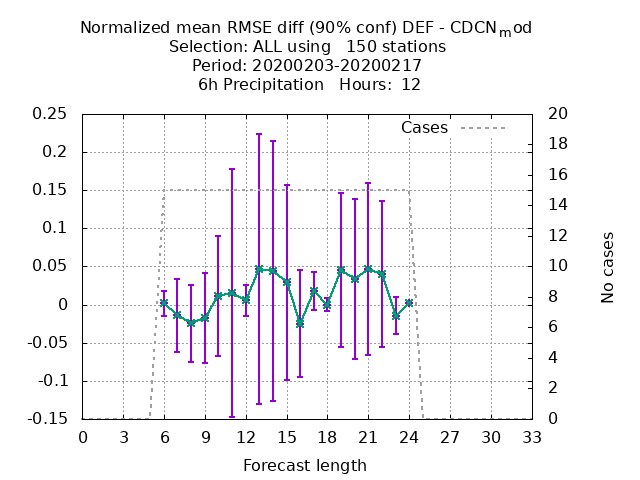 Normalized mean RMSE diff (90% conf) DEF - CDCNmod
Selection: ALL using   150 stations
Period: 20200203-20200217
6h Precipitation   Hours:  12
Cases
0.25
0.2
0.15
0.1
0.05
0
-0.05
-0.1
-0.15
20
18
16
14
12
10
8
6
4
2
0
No cases
0 3 6 9 12 15 18 21 24 27 30 33
Forecast length